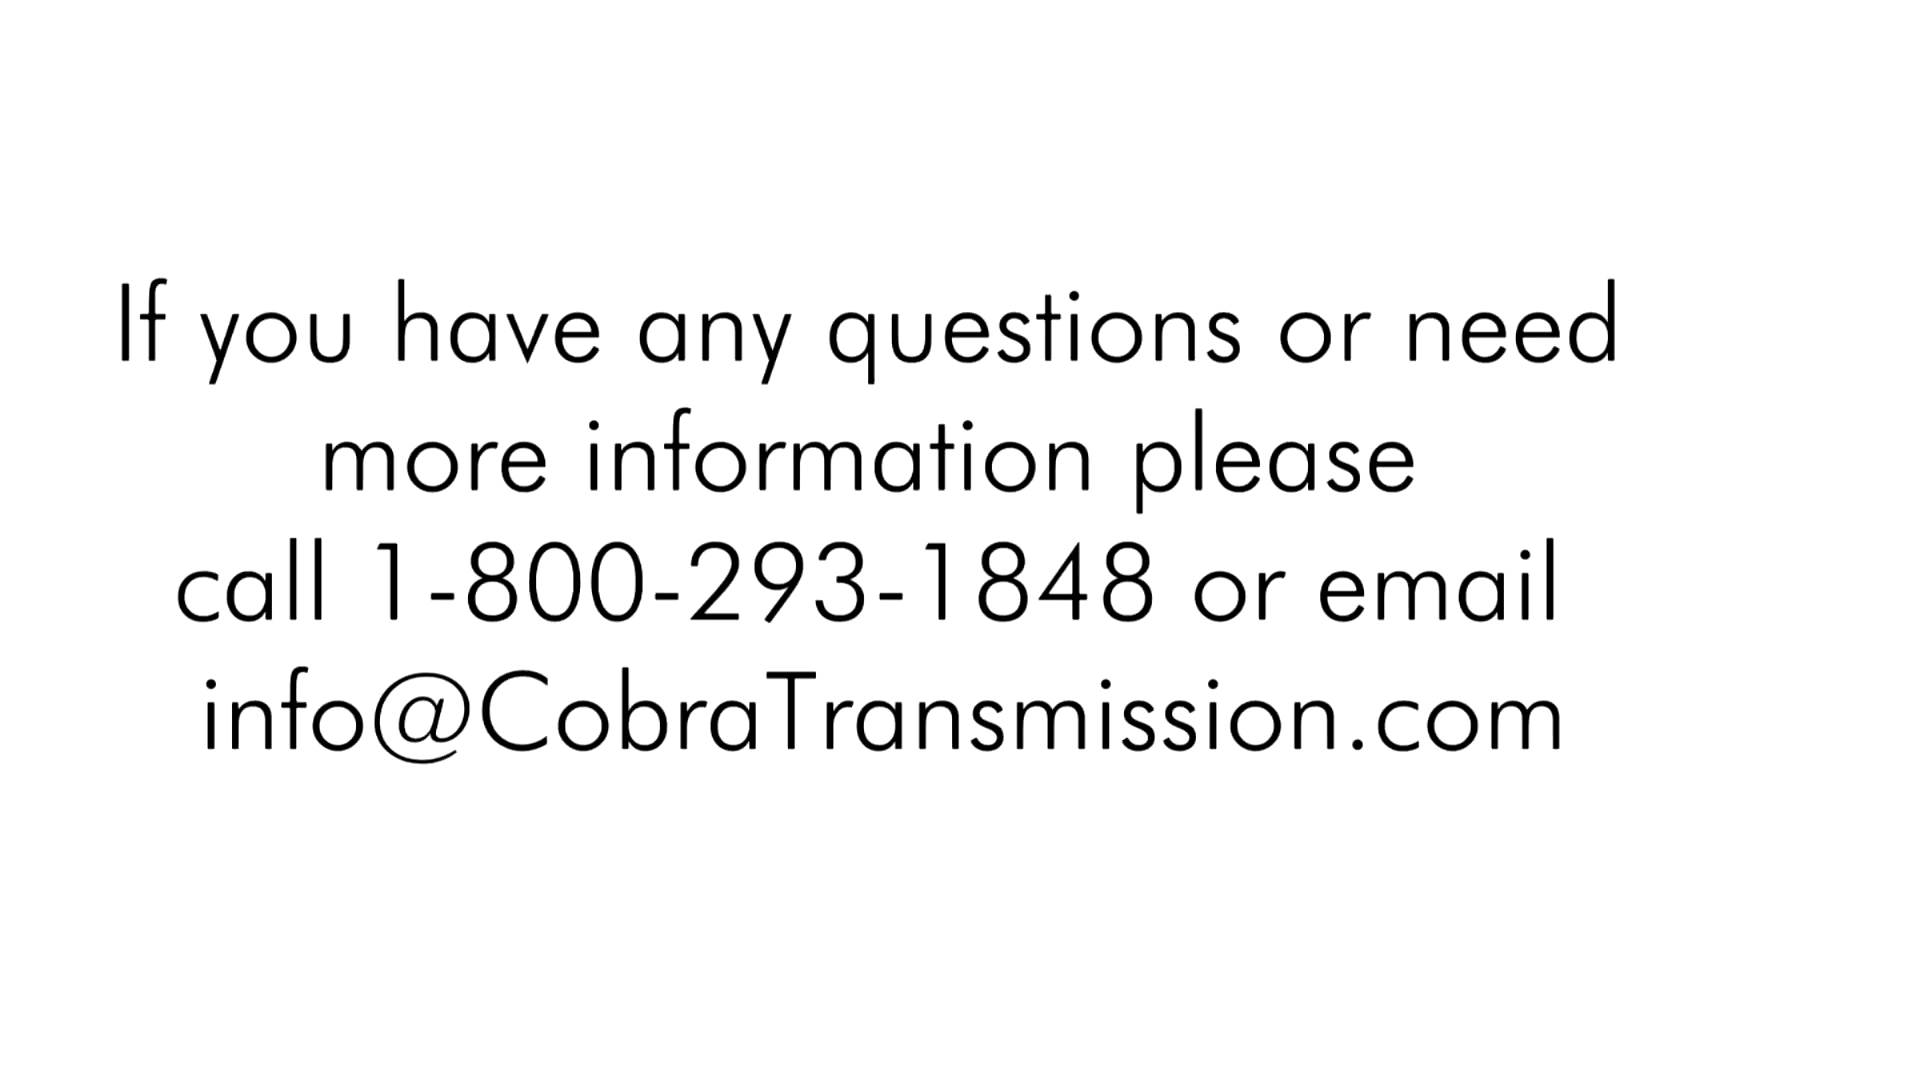 If you have any questions or need
more information please
call 1-800-293-1848 or email
info@CobraTransmission.com